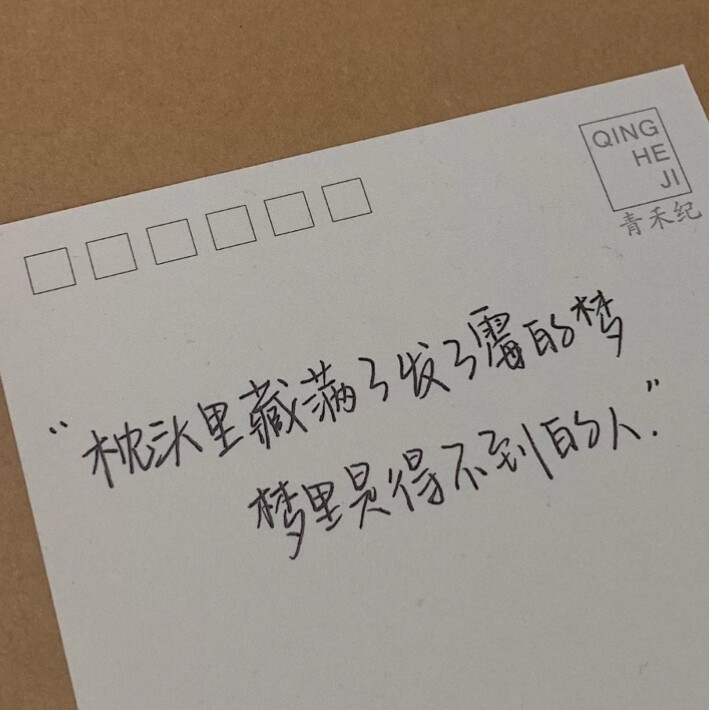 QING
HE
JI
青禾纪
“枕头里藏满了发了霉的梦
梦里是得不到的人.”